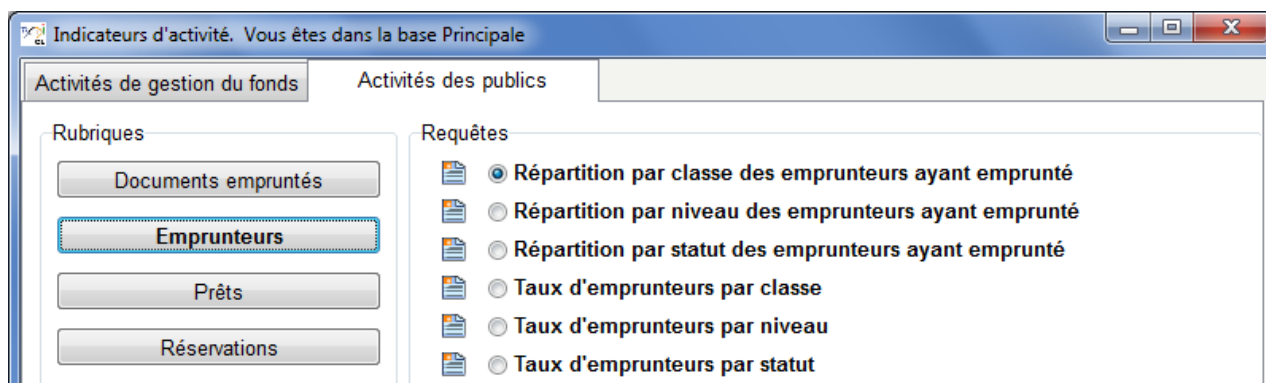 Indicateurs d'activité. Vous êtes dans la base Principale
Activités de gestion du fonds
Activités des publics
Rubriques
Documents empruntés
Emprunteurs
Prêts
Réservations
Requêtes
Répartition par classe des emprunteurs ayant emprunté
Répartition par niveau des emprunteurs ayant emprunté
Répartition par statut des emprunteurs ayant emprunté
Taux d'emprunteurs par classe
Taux d'emprunteurs par niveau
Taux d'emprunteurs par statut